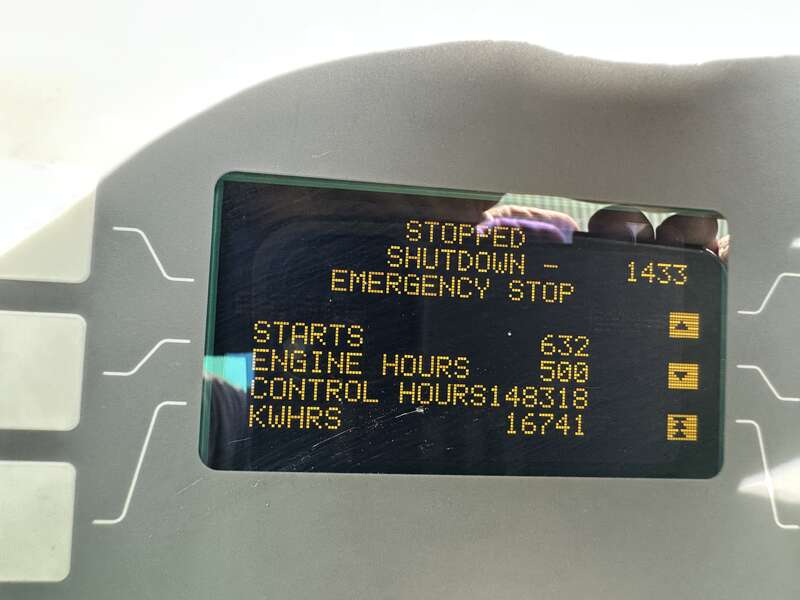 STOPPED
SHUTDOWN - 1433
EMERGENCY STOP
STARTS 632
ENGINE HOURS 500
CONTROL HOURS148318
KWHRS 16741